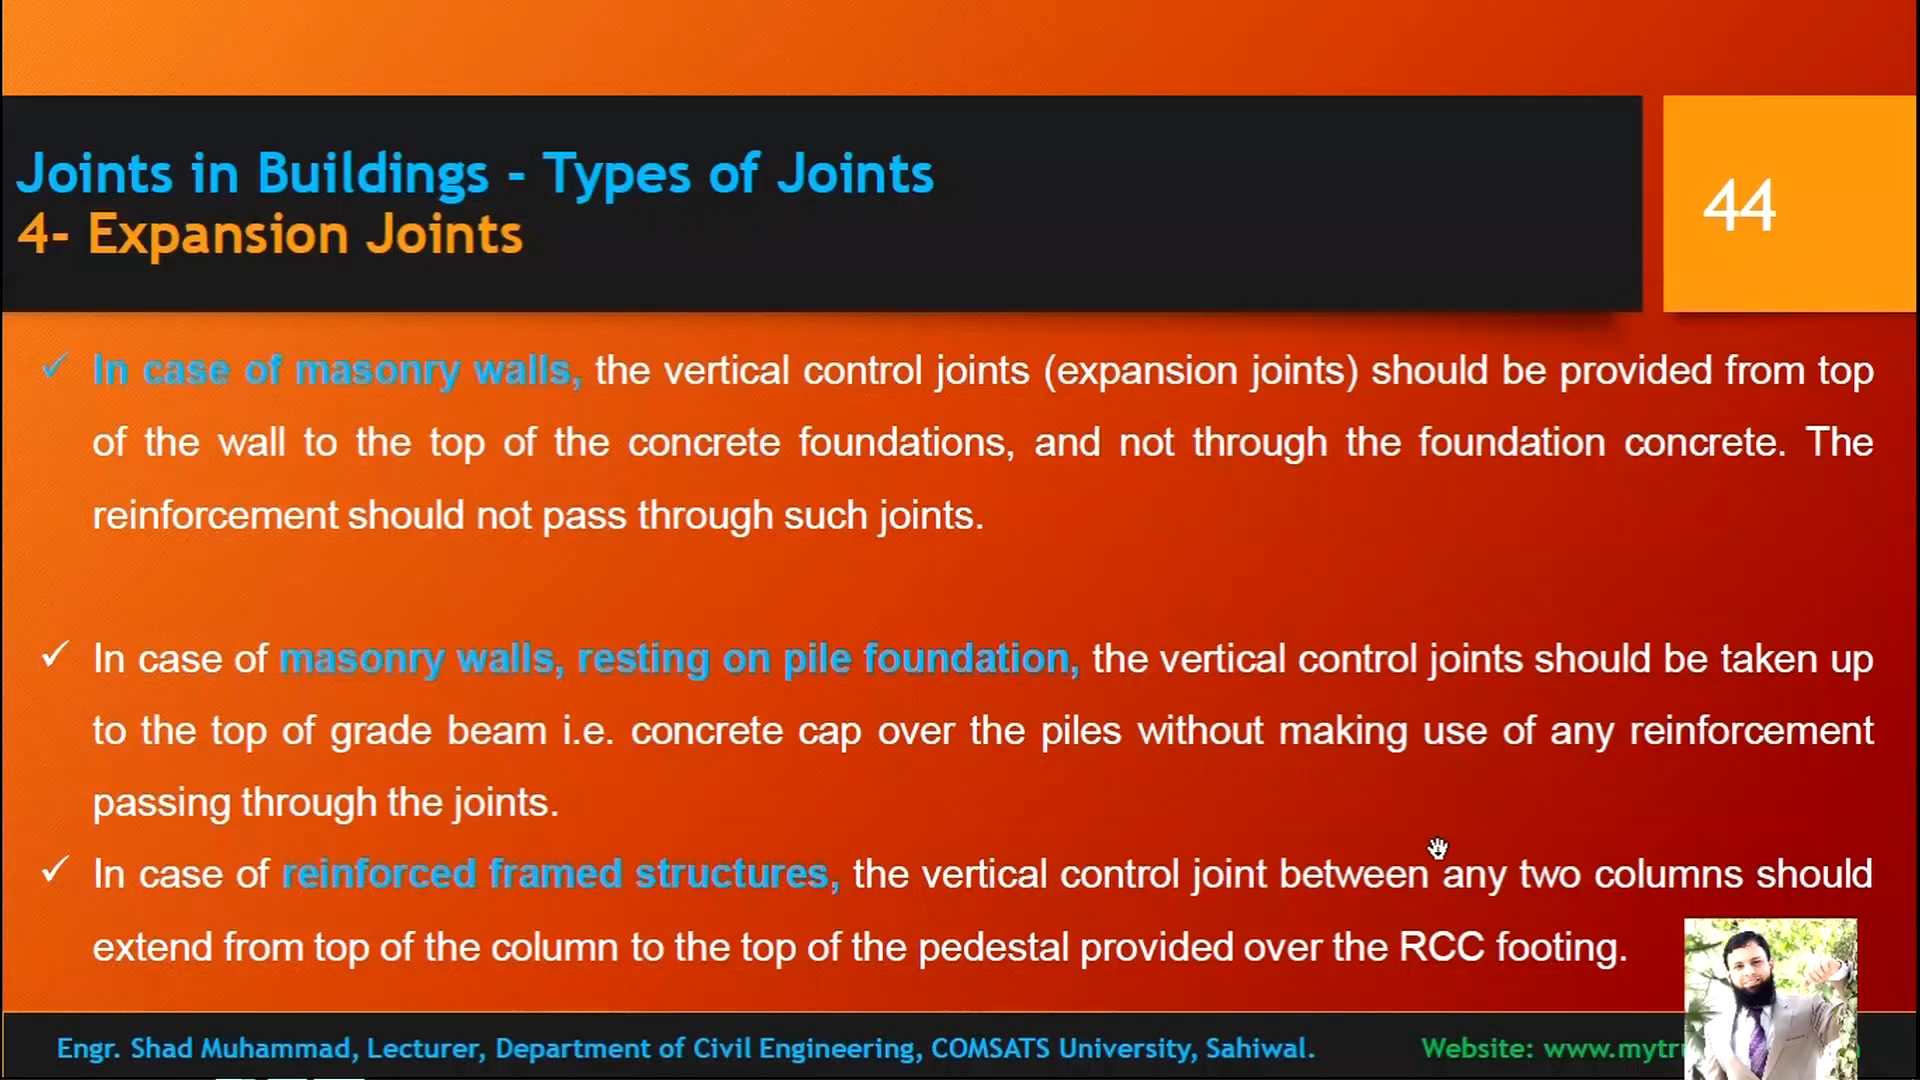 Joints in Buildings - Types of Joints
4- Expansion Joints
44
✓ In case of masonry walls, the vertical control joints (expansion joints) should be provided from top
of the wall to the top of the concrete foundations, and not through the foundation concrete. The
reinforcement should not pass through such joints.
✓ In case of masonry walls, resting on pile foundation, the vertical control joints should be taken up
to the top of grade beam i.e. concrete cap over the piles without making use of any reinforcement
passing through the joints.
✓ In case of reinforced framed structures, the vertical control joint between any two columns should
extend from top of the column to the top of the pedestal provided over the RCC footing.
Engr. Shad Muhammad, Lecturer, Department of Civil Engineering, COMSATS University, Sahiwal.
Website: